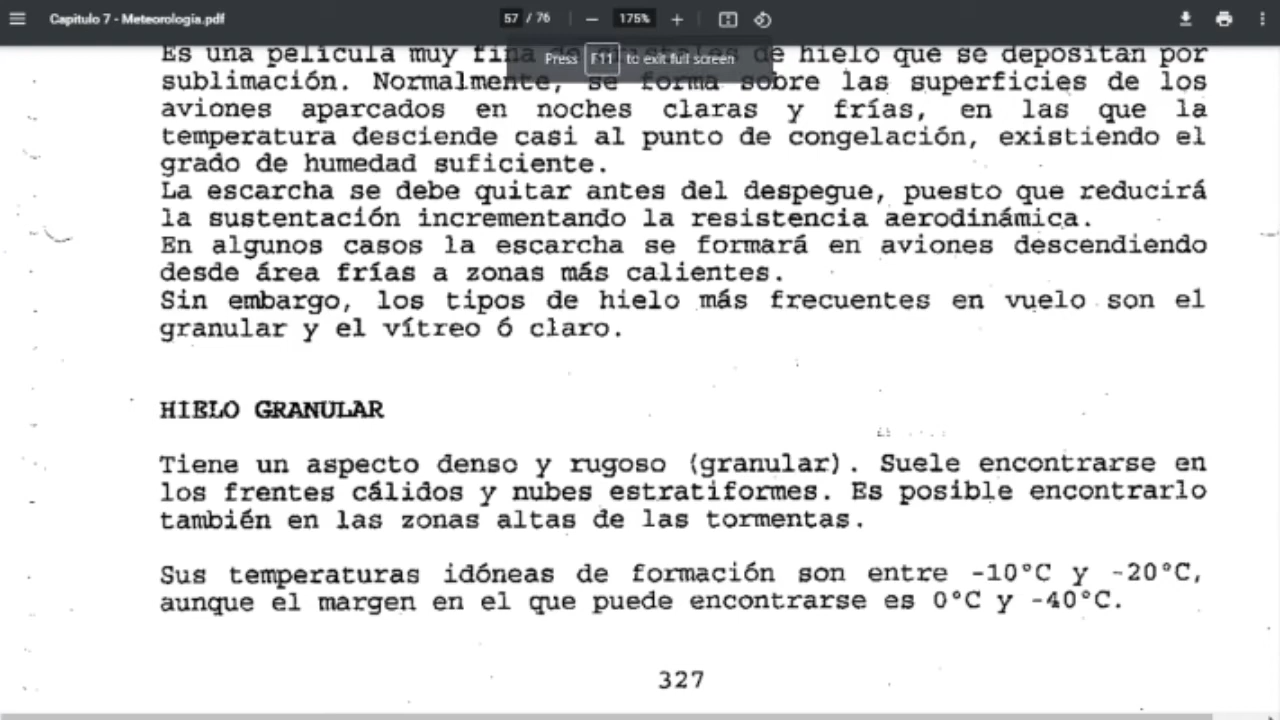 Capitulo 7 - Meteorología.pdf
57 / 76
175%
Press F11 to exit full screen
Es una película muy fina de cristales de hielo que se depositan por
sublimación. Normalmente, se forma sobre las superficies de los
aviones aparcados en noches claras y frías, en las que la
temperatura desciende casi al punto de congelación, existiendo el
grado de humedad suficiente.
La escarcha se debe quitar antes del despegue, puesto que reducirá
la sustentación incrementando la resistencia aerodinámica.
En algunos casos la escarcha se formará en aviones descendiendo
desde área frías a zonas más calientes.
Sin embargo, los tipos de hielo más frecuentes en vuelo son el
granular y el vítreo ó claro.
HIELO GRANULAR
Tiene un aspecto denso y rugoso (granular). Suele encontrarse en
los frentes cálidos y nubes estratiformes. Es posible encontrarlo
también en las zonas altas de las tormentas.
Sus temperaturas idóneas de formación son entre -10°C y -20°C,
aunque el margen en el que puede encontrarse es 0°C y -40°C.
327